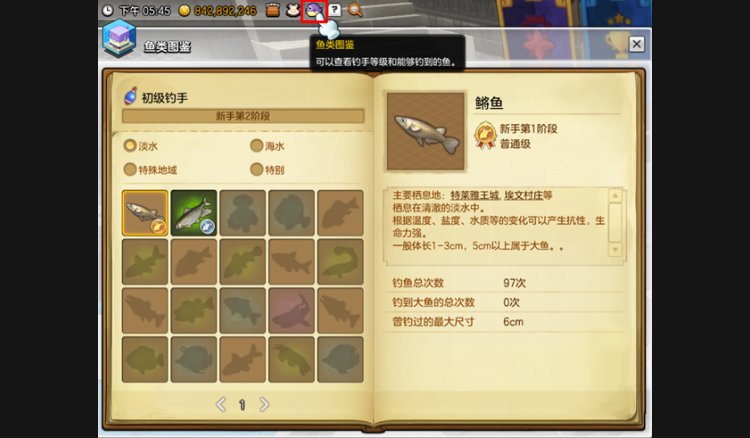 下午 05:45
842,892,246
?
鱼类图鉴
鱼类图鉴
可以查看钓手等级和能够钓到的鱼。
初级钓手
新手第2阶段
淡水
海水
特殊地域
特别
1
鳉鱼
新手第1阶段
普通级
主要栖息地: 特莱雅王城, 埃文村庄等
栖息在清澈的淡水中。
根据温度、盐度、水质等的变化可以产生抗性, 生
命力强。
一般体长1~3cm, 5cm以上属于大鱼。。
钓鱼总次数 97次
钓到大鱼的总次数 0次
曾钓过的最大尺寸 6cm